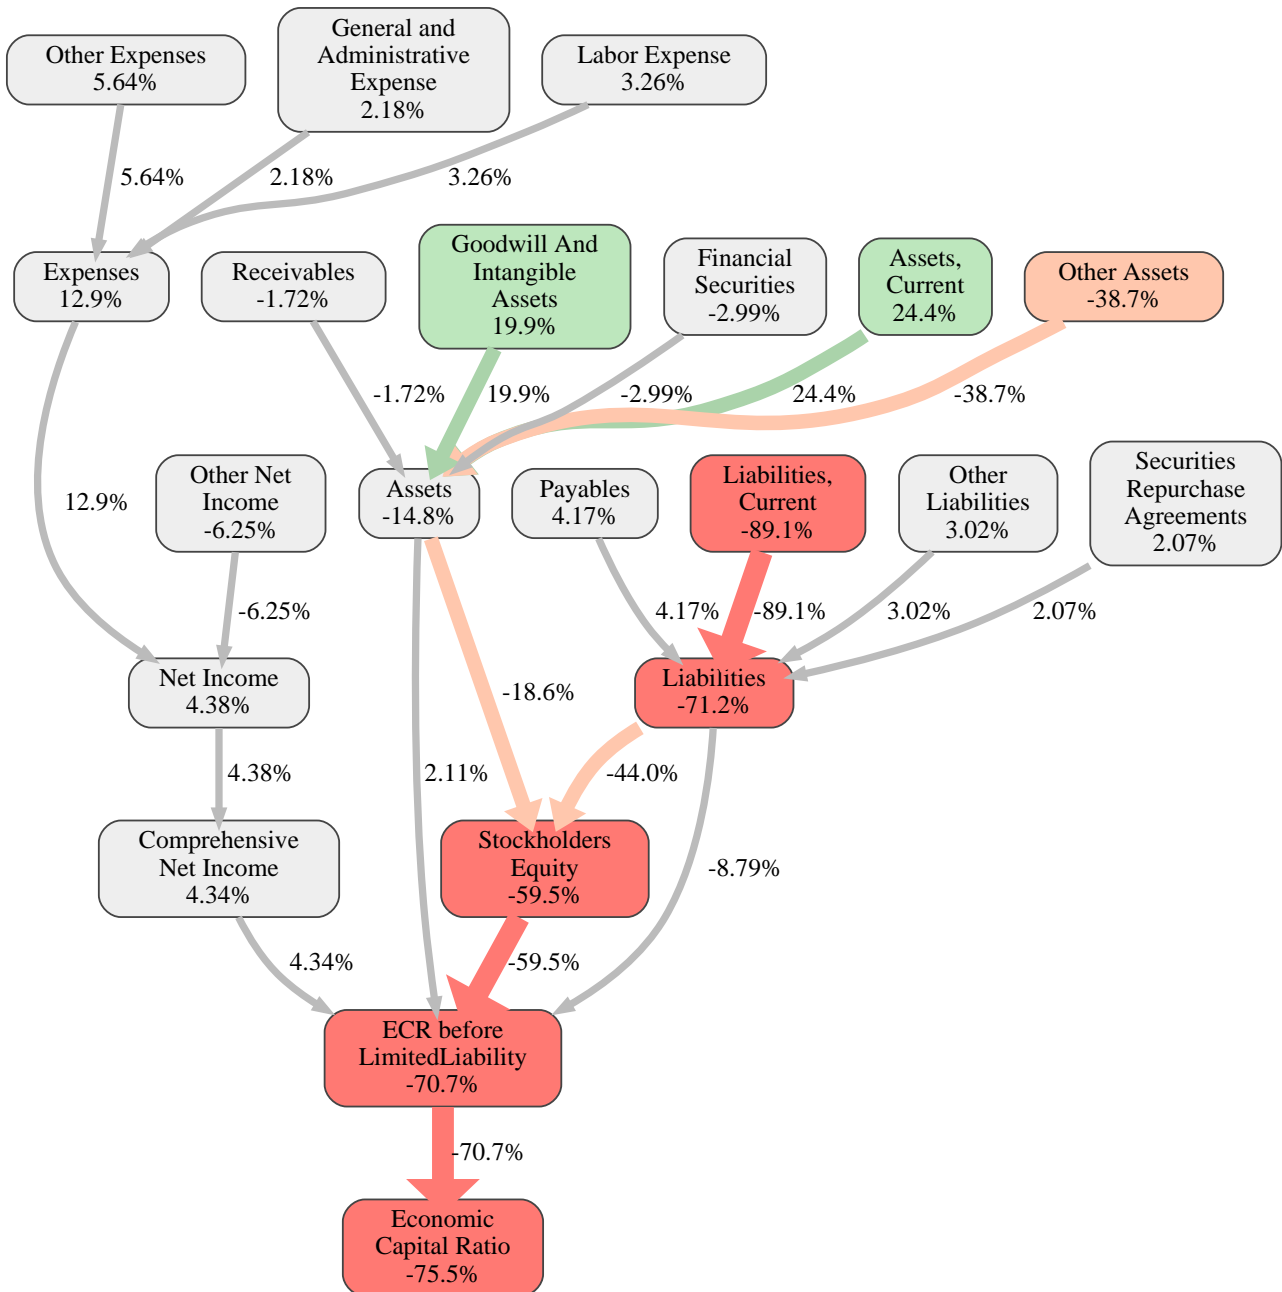 Other Expenses
5.64%
General and
Administrative
Expense
2.18%
Labor Expense
3.26%
5.64%
2.18%
3.26%
Expenses
12.9%
Receivables
-1.72%
Goodwill And
Intangible
Assets
19.9%
Financial
Securities
-2.99%
Assets,
Current
24.4%
Other Assets
-38.7%
-1.72%
19.9%
-2.99%
24.4%
-38.7%
12.9%
Other Net
Income
-6.25%
Assets
-14.8%
Payables
4.17%
Liabilities,
Current
-89.1%
Other
Liabilities
3.02%
Securities
Repurchase
Agreements
2.07%
-6.25%
4.17%
-89.1%
3.02%
2.07%
Net Income
4.38%
-18.6%
Liabilities
-71.2%
4.38%
2.11%
-44.0%
Comprehensive
Net Income
4.34%
Stockholders
Equity
-59.5%
-8.79%
4.34%
-59.5%
ECR before
LimitedLiability
-70.7%
-70.7%
Economic
Capital Ratio
-75.5%